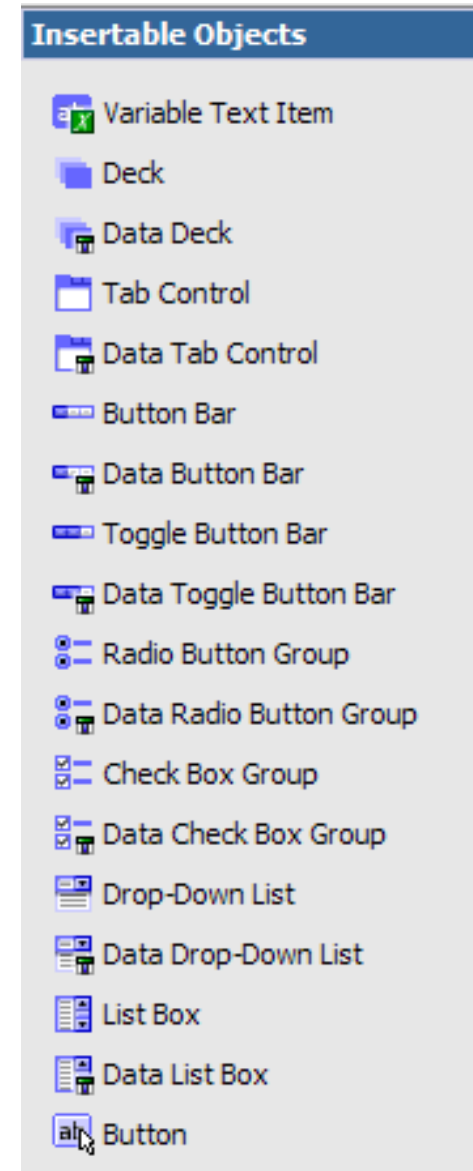 Insertable Objects
Variable Text Item
Deck
Data Deck
Tab Control
Data Tab Control
Button Bar
Data Button Bar
Toggle Button Bar
Data Toggle Button Bar
Radio Button Group
Data Radio Button Group
Check Box Group
Data Check Box Group
Drop-Down List
Data Drop-Down List
List Box
Data List Box
Button